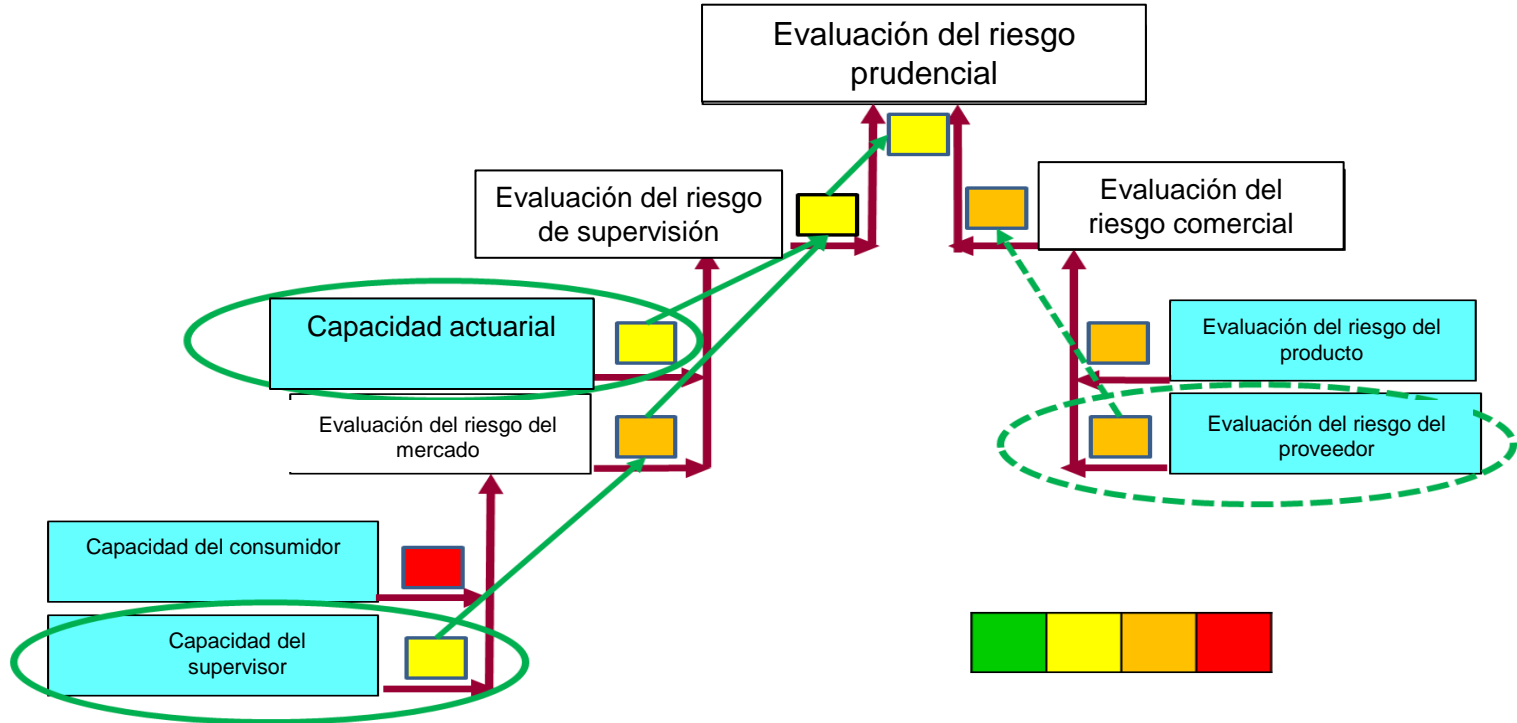 Evaluación del riesgo
prudencial
Evaluación del riesgo
de supervisión
Evaluación del
riesgo comercial
Capacidad actuarial
Evaluación del riesgo del
producto
Evaluación del riesgo del
mercado
Evaluación del riesgo del
proveedor
Capacidad del consumidor
Capacidad del
supervisor